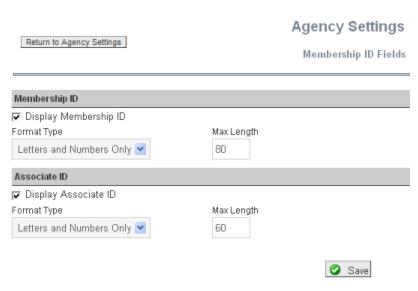 Agency Settings
Return to Agency Settings
Membership ID Fields
Membership ID
Display Membership ID
Format Type Max Length
Letters and Numbers Only 80
Associate ID
Display Associate ID
Format Type Max Length
Letters and Numbers Only 60
Save